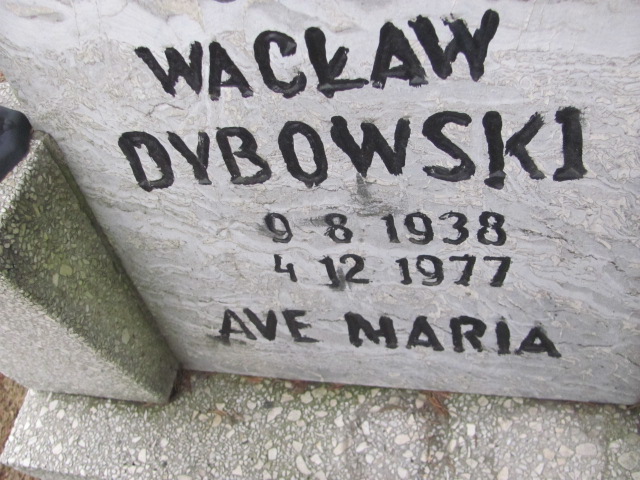 WACŁAW
DYBOWSKI
9 8 1938
4 12 1977
AVE MARIA